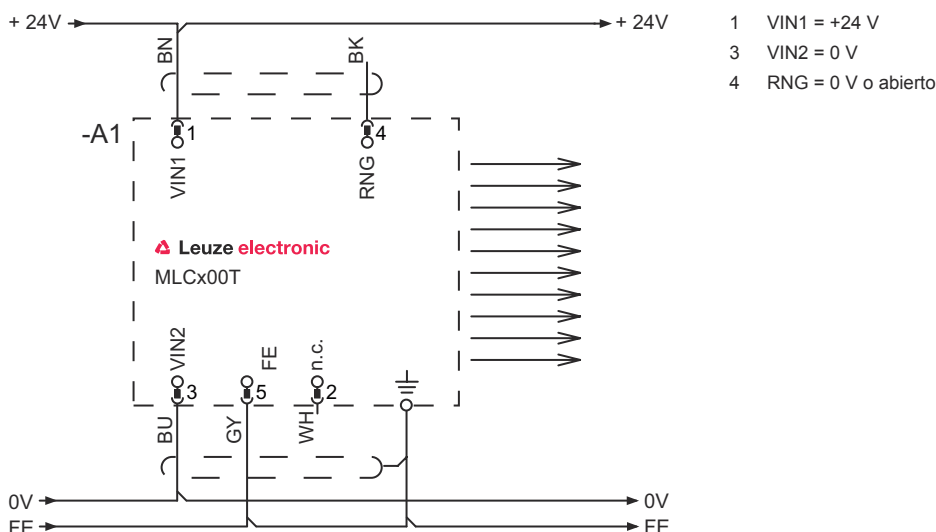 + 24V
+ 24V
1 VIN1 = +24 V
3 VIN2 = 0 V
4 RNG = 0 V o abierto
BN
BK
-A1
1
4
VIN1
RNG
Leuze electronic
MLCx00T
VIN2
FE
n.c.
3
5
2
BU
GY
WH
0V
0V
FE
FE